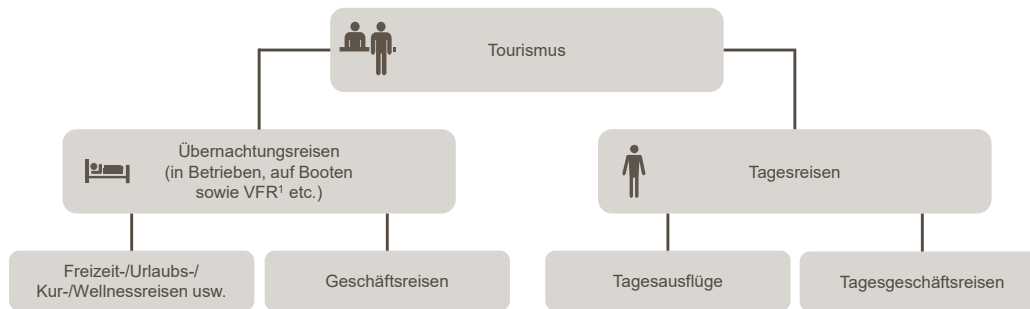 Tourismus
Übernachtungsreisen
(in Betrieben, auf Booten
sowie VFR¹ etc.)
Tagesreisen
Freizeit-/Urlaubs-/
Kur-/Wellnessreisen usw.
Geschäftsreisen
Tagesausflüge
Tagesgeschäftsreisen